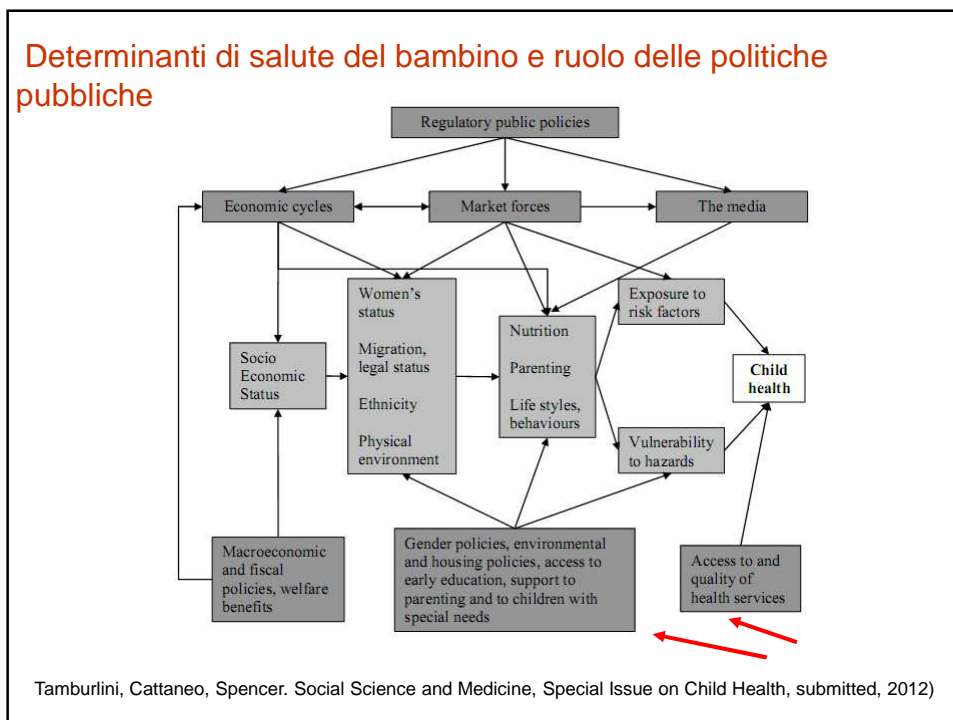 Determinanti di salute del bambino e ruolo delle politiche
pubbliche
Regulatory public policies
Economic cycles
Market forces
The media
Women's
status
Migration,
legal status
Ethnicity
Physical
environment
Socio
Economic
Status
Nutrition
Parenting
Life styles,
behaviours
Exposure to
risk factors
Vulnerability
to hazards
Child
health
Macroeconomic
and fiscal
policies, welfare
benefits
Gender policies, environmental
and housing policies, access to
early education, support to
parenting and to children with
special needs
Access to and
quality of
health services
Tamburlini, Cattaneo, Spencer. Social Science and Medicine, Special Issue on Child Health, submitted, 2012)